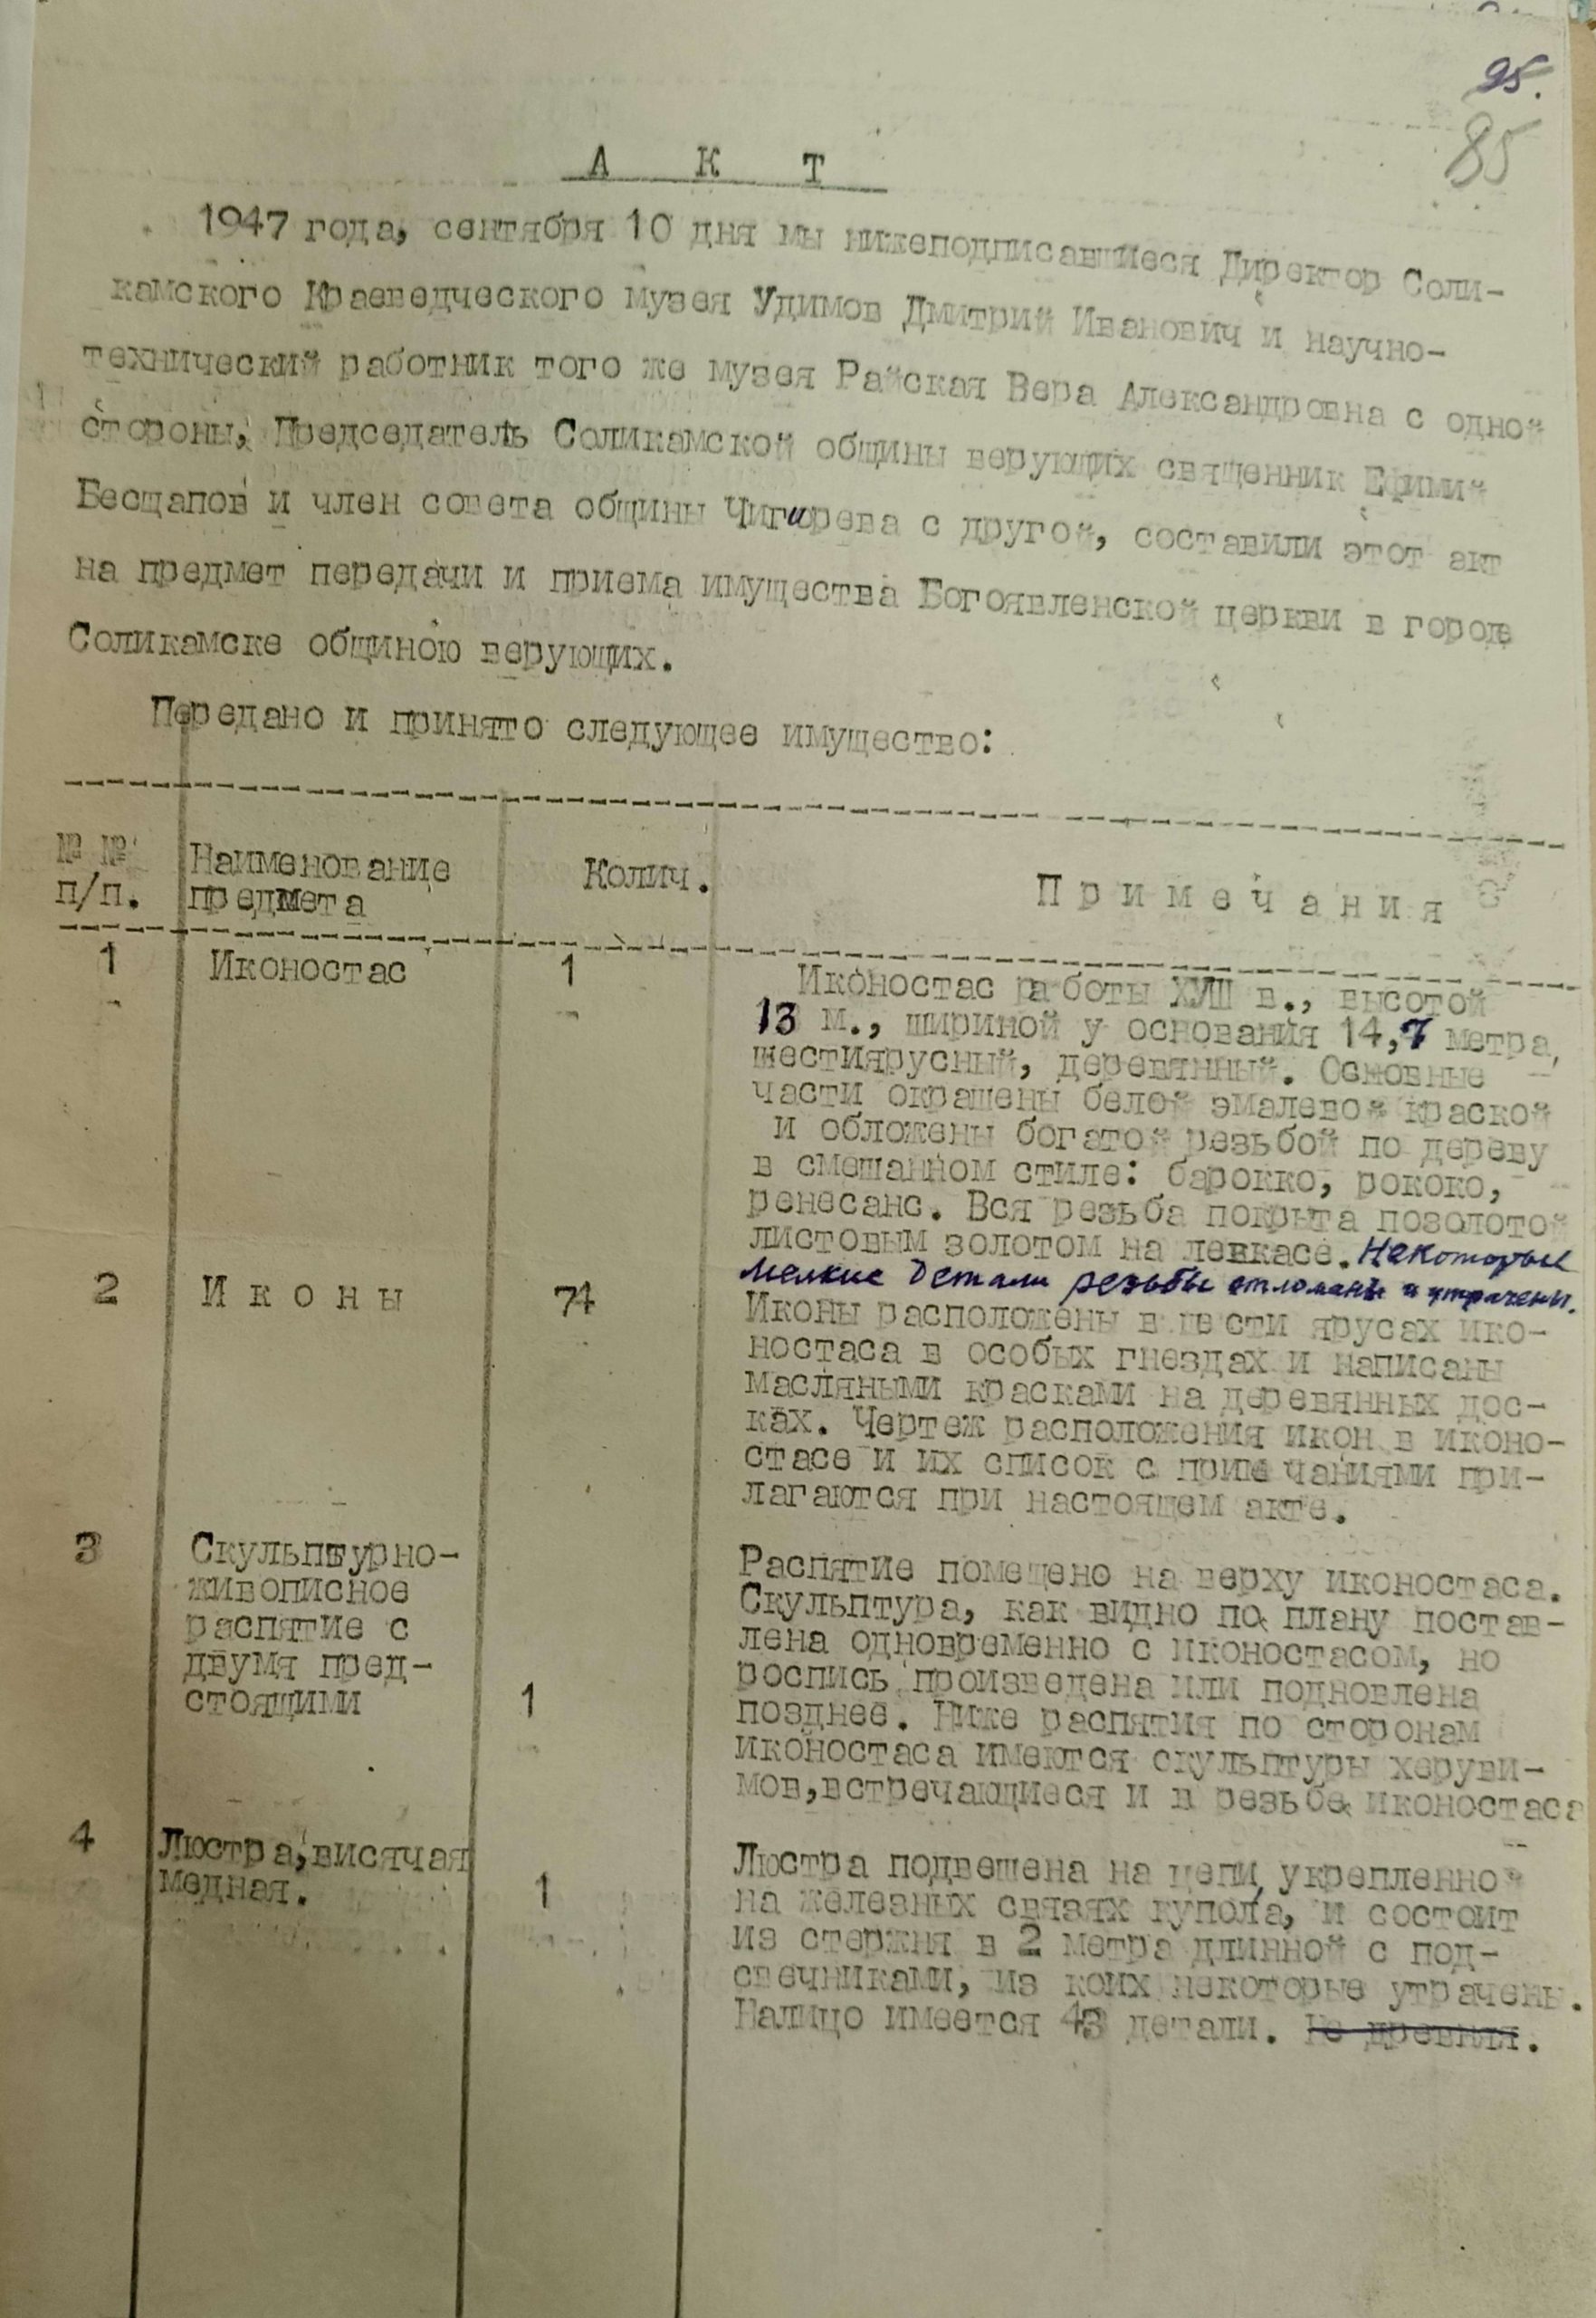 95.
85
А К Т
1947 года, сентября 10 дня мы нижеподписавшиеся Директор Соли-
камского Краеведческого музея Удимов Дмитрий Иванович и научно-
технический работник того же музея Райская Вера Александровна с одной
стороны, Председатель Соликамской общины верующих священник Ефимий
Бесщапов и член совета общины Чигирева с другой, составили этот акт
на предмет передачи и приема имущества Богоявленской церкви в городе
Соликамске общиною верующих.
Передано и принято следующее имущество:
№ № Наименование Колич. Примечания
п/п. предмета
1 Иконостас 1 Иконостас работы ХУШ в., высотой
13 м., шириной у основания 14,7 метра,
шестиярусный, деревянный. Основные
части окрашены белой эмалевой краской
и обложены богатой резьбой по дереву
в смешанном стиле: барокко, рококо,
ренесанс. Вся резьба покрыта позолотой
листовым золотом на левкасе. Некоторые
мелкие детали резьбы отломаны и утрачены.
2 Иконы 74 Иконы расположены в шести ярусах ико-
ностаса в особых гнездах и написаны
масляными красками на деревянных дос-
ках. Чертеж расположения икон в иконо-
стасе и их список с примечаниями при-
лагаются при настоящем акте.
3 Скульптурно- Распятие помещено на верху иконостаса.
живописное Скульптура, как видно по плану постав-
распятие с лена одновременно с иконостасом, но
двумя пред- роспись произведена или подновлена
стоящими 1 позднее. Ниже распятия по сторонам
иконостаса имеются скульптуры херуви-
мов,встречающиеся и в резьбе иконостаса
4 Люстра,висячая Люстра подвешена на цепи, укрепленной
медная. 1 на железных связях купола, и состоит
из стержня в 2 метра длинной с под-
свечниками, из коих некоторые утрачены.
Налицо имеется 43 детали. Не древняя.